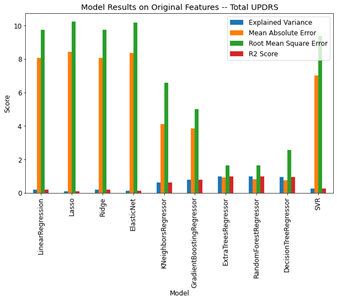 Model Results on Original Features -- Total UPDRS
Explained Variance
Mean Absolute Error
Root Mean Square Error
R2 Score
Score
10
8
6
4
2
0
LinearRegression
Lasso
Ridge
ElasticNet
KNeighborsRegressor
GradientBoostingRegressor
ExtraTreesRegressor
RandomForestRegressor
DecisionTreeRegressor
SVR
Model